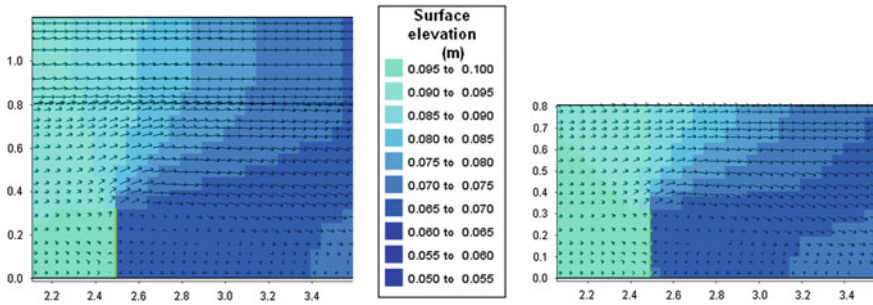 1.0
0.8
0.6
0.4
0.2
0.0
2.2 2.4 2.6 2.8 3.0 3.2 3.4
Surface
elevation
(m)
0.095 to 0.100
0.090 to 0.095
0.085 to 0.090
0.080 to 0.085
0.075 to 0.080
0.070 to 0.075
0.065 to 0.070
0.060 to 0.065
0.055 to 0.060
0.050 to 0.055
0.8
0.7
0.6
0.5
0.4
0.3
0.2
0.1
0.0
2.2 2.4 2.6 2.8 3.0 3.2 3.4